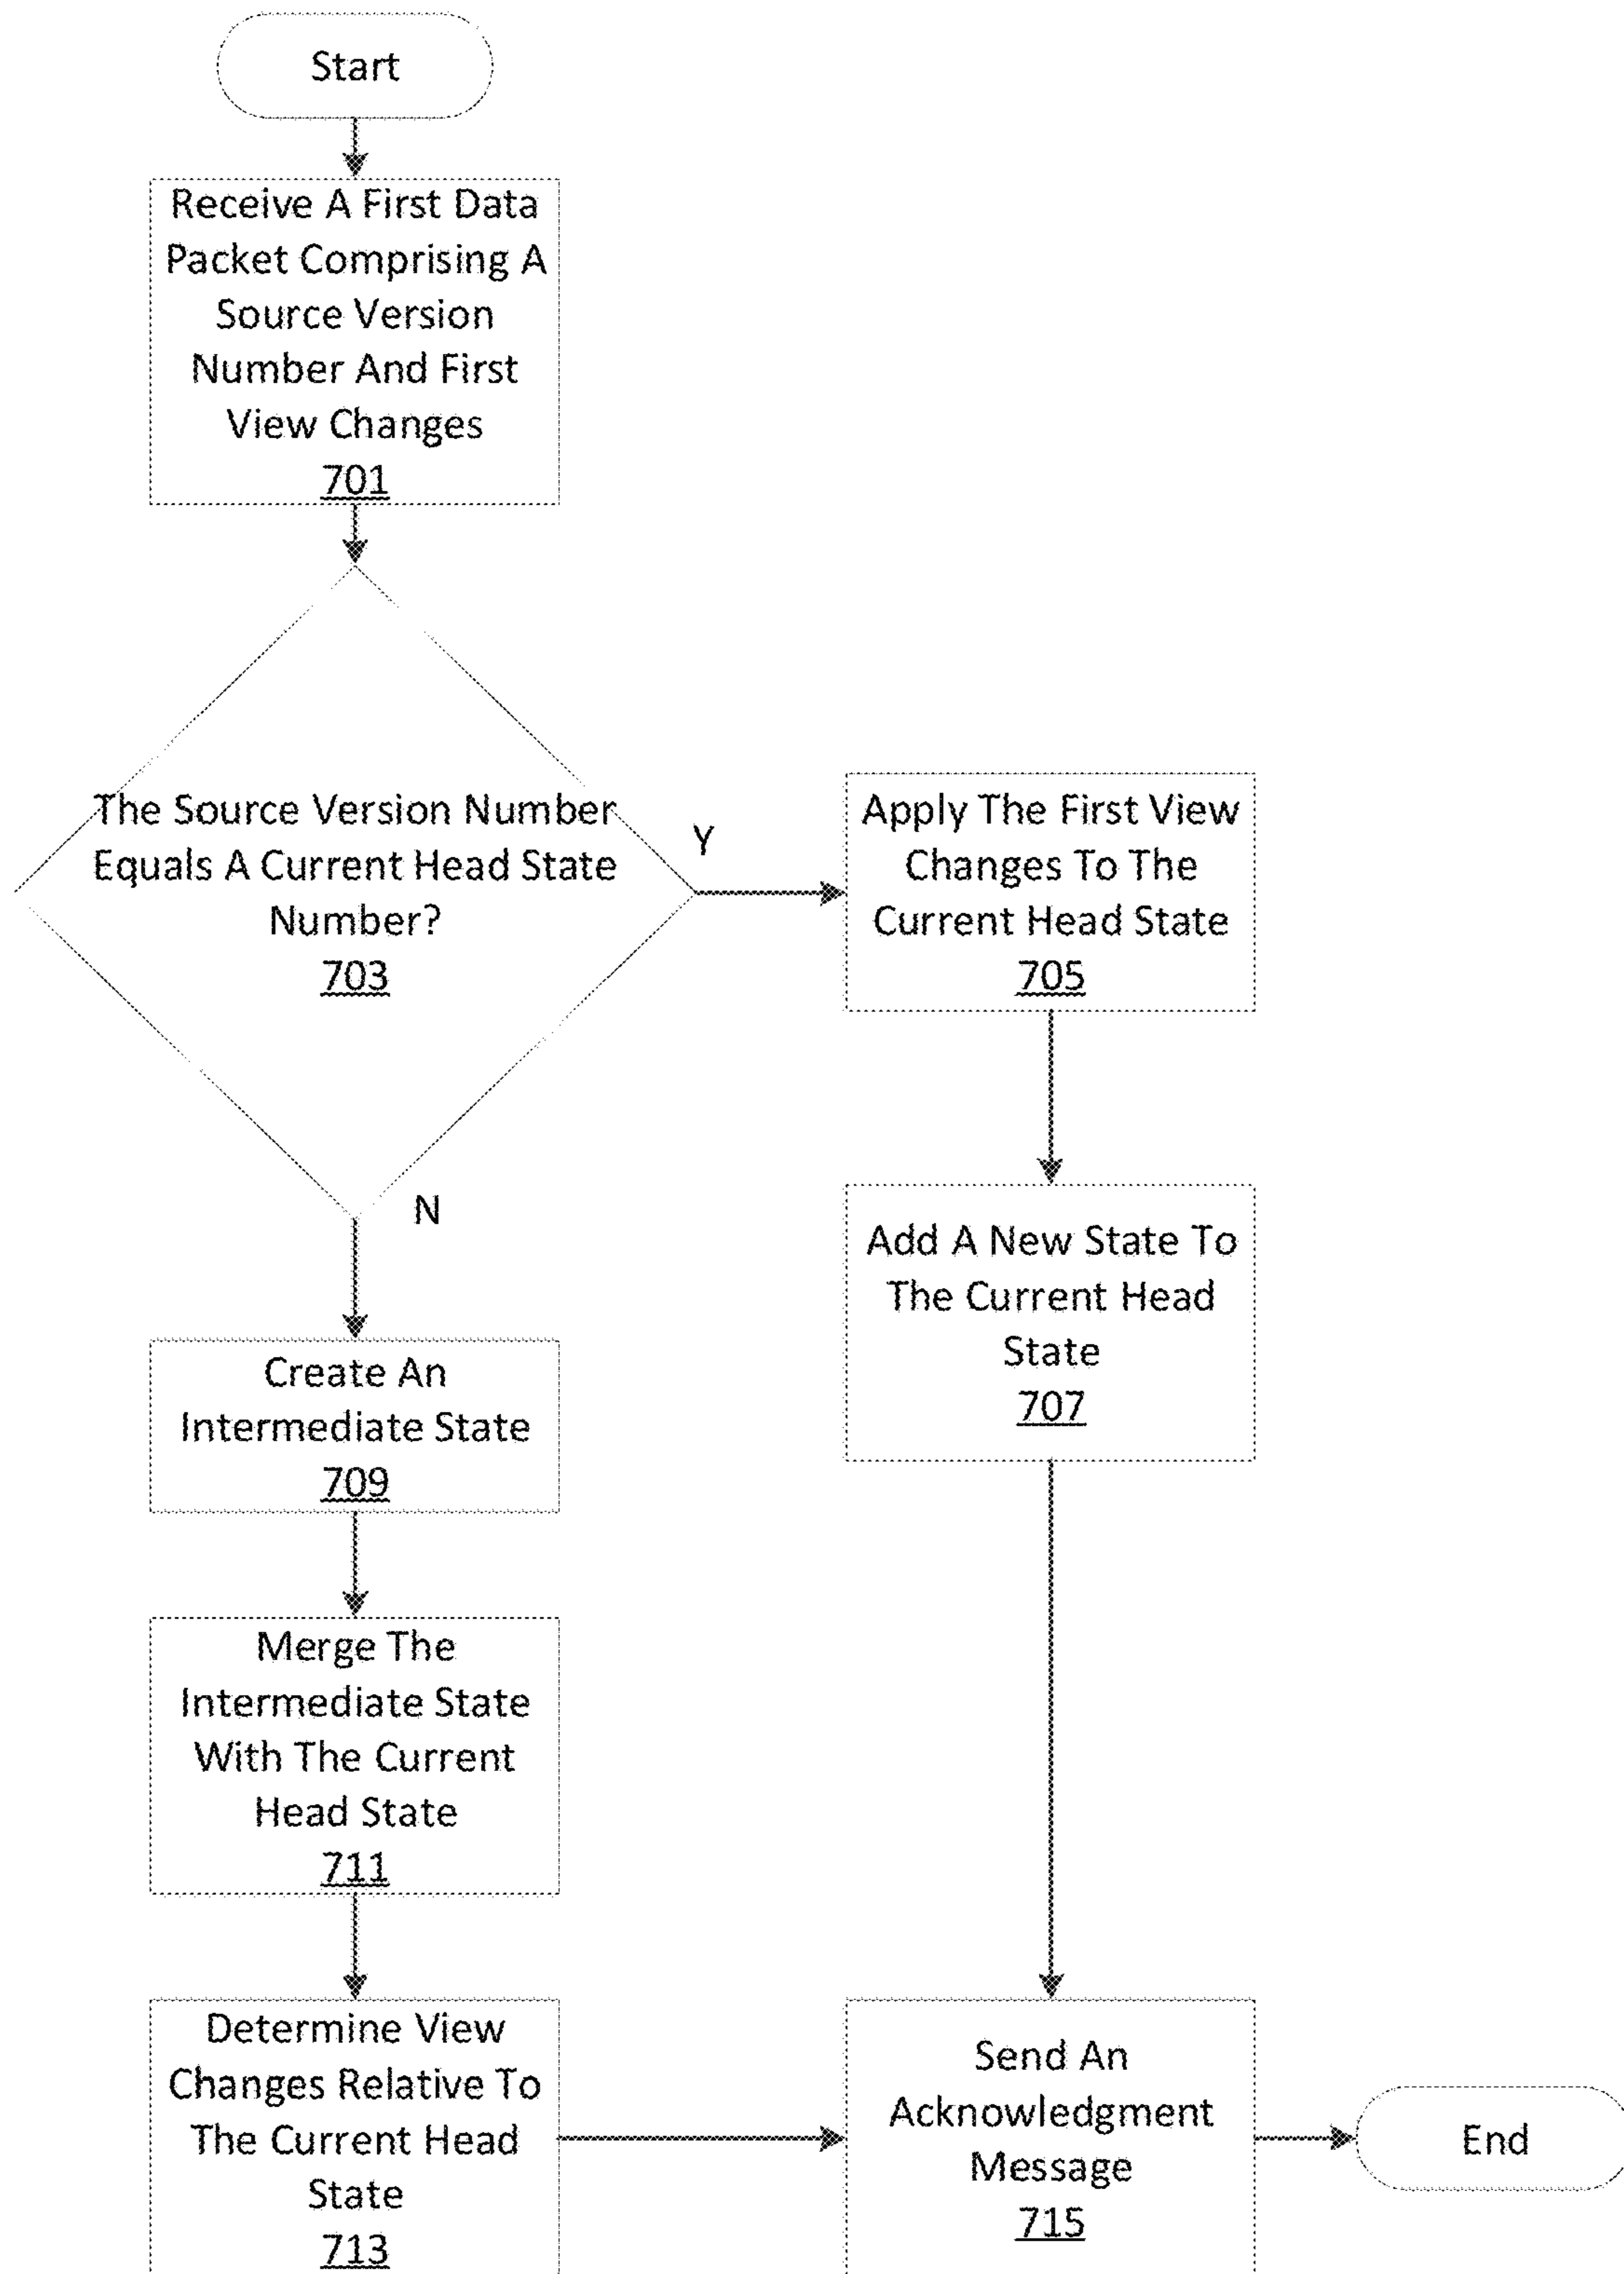 Start
Receive A First Data
Packet Comprising A
Source Version
Number And First
View Changes
701
The Source Version Number
Equals A Current Head State
Number?
703
Y
Apply The First View
Changes To The
Current Head State
705
N
Add A New State To
The Current Head
State
707
Create An
Intermediate State
709
Merge The
Intermediate State
With The Current
Head State
711
Determine View
Changes Relative To
The Current Head
State
713
Send An
Acknowledgment
Message
715
End